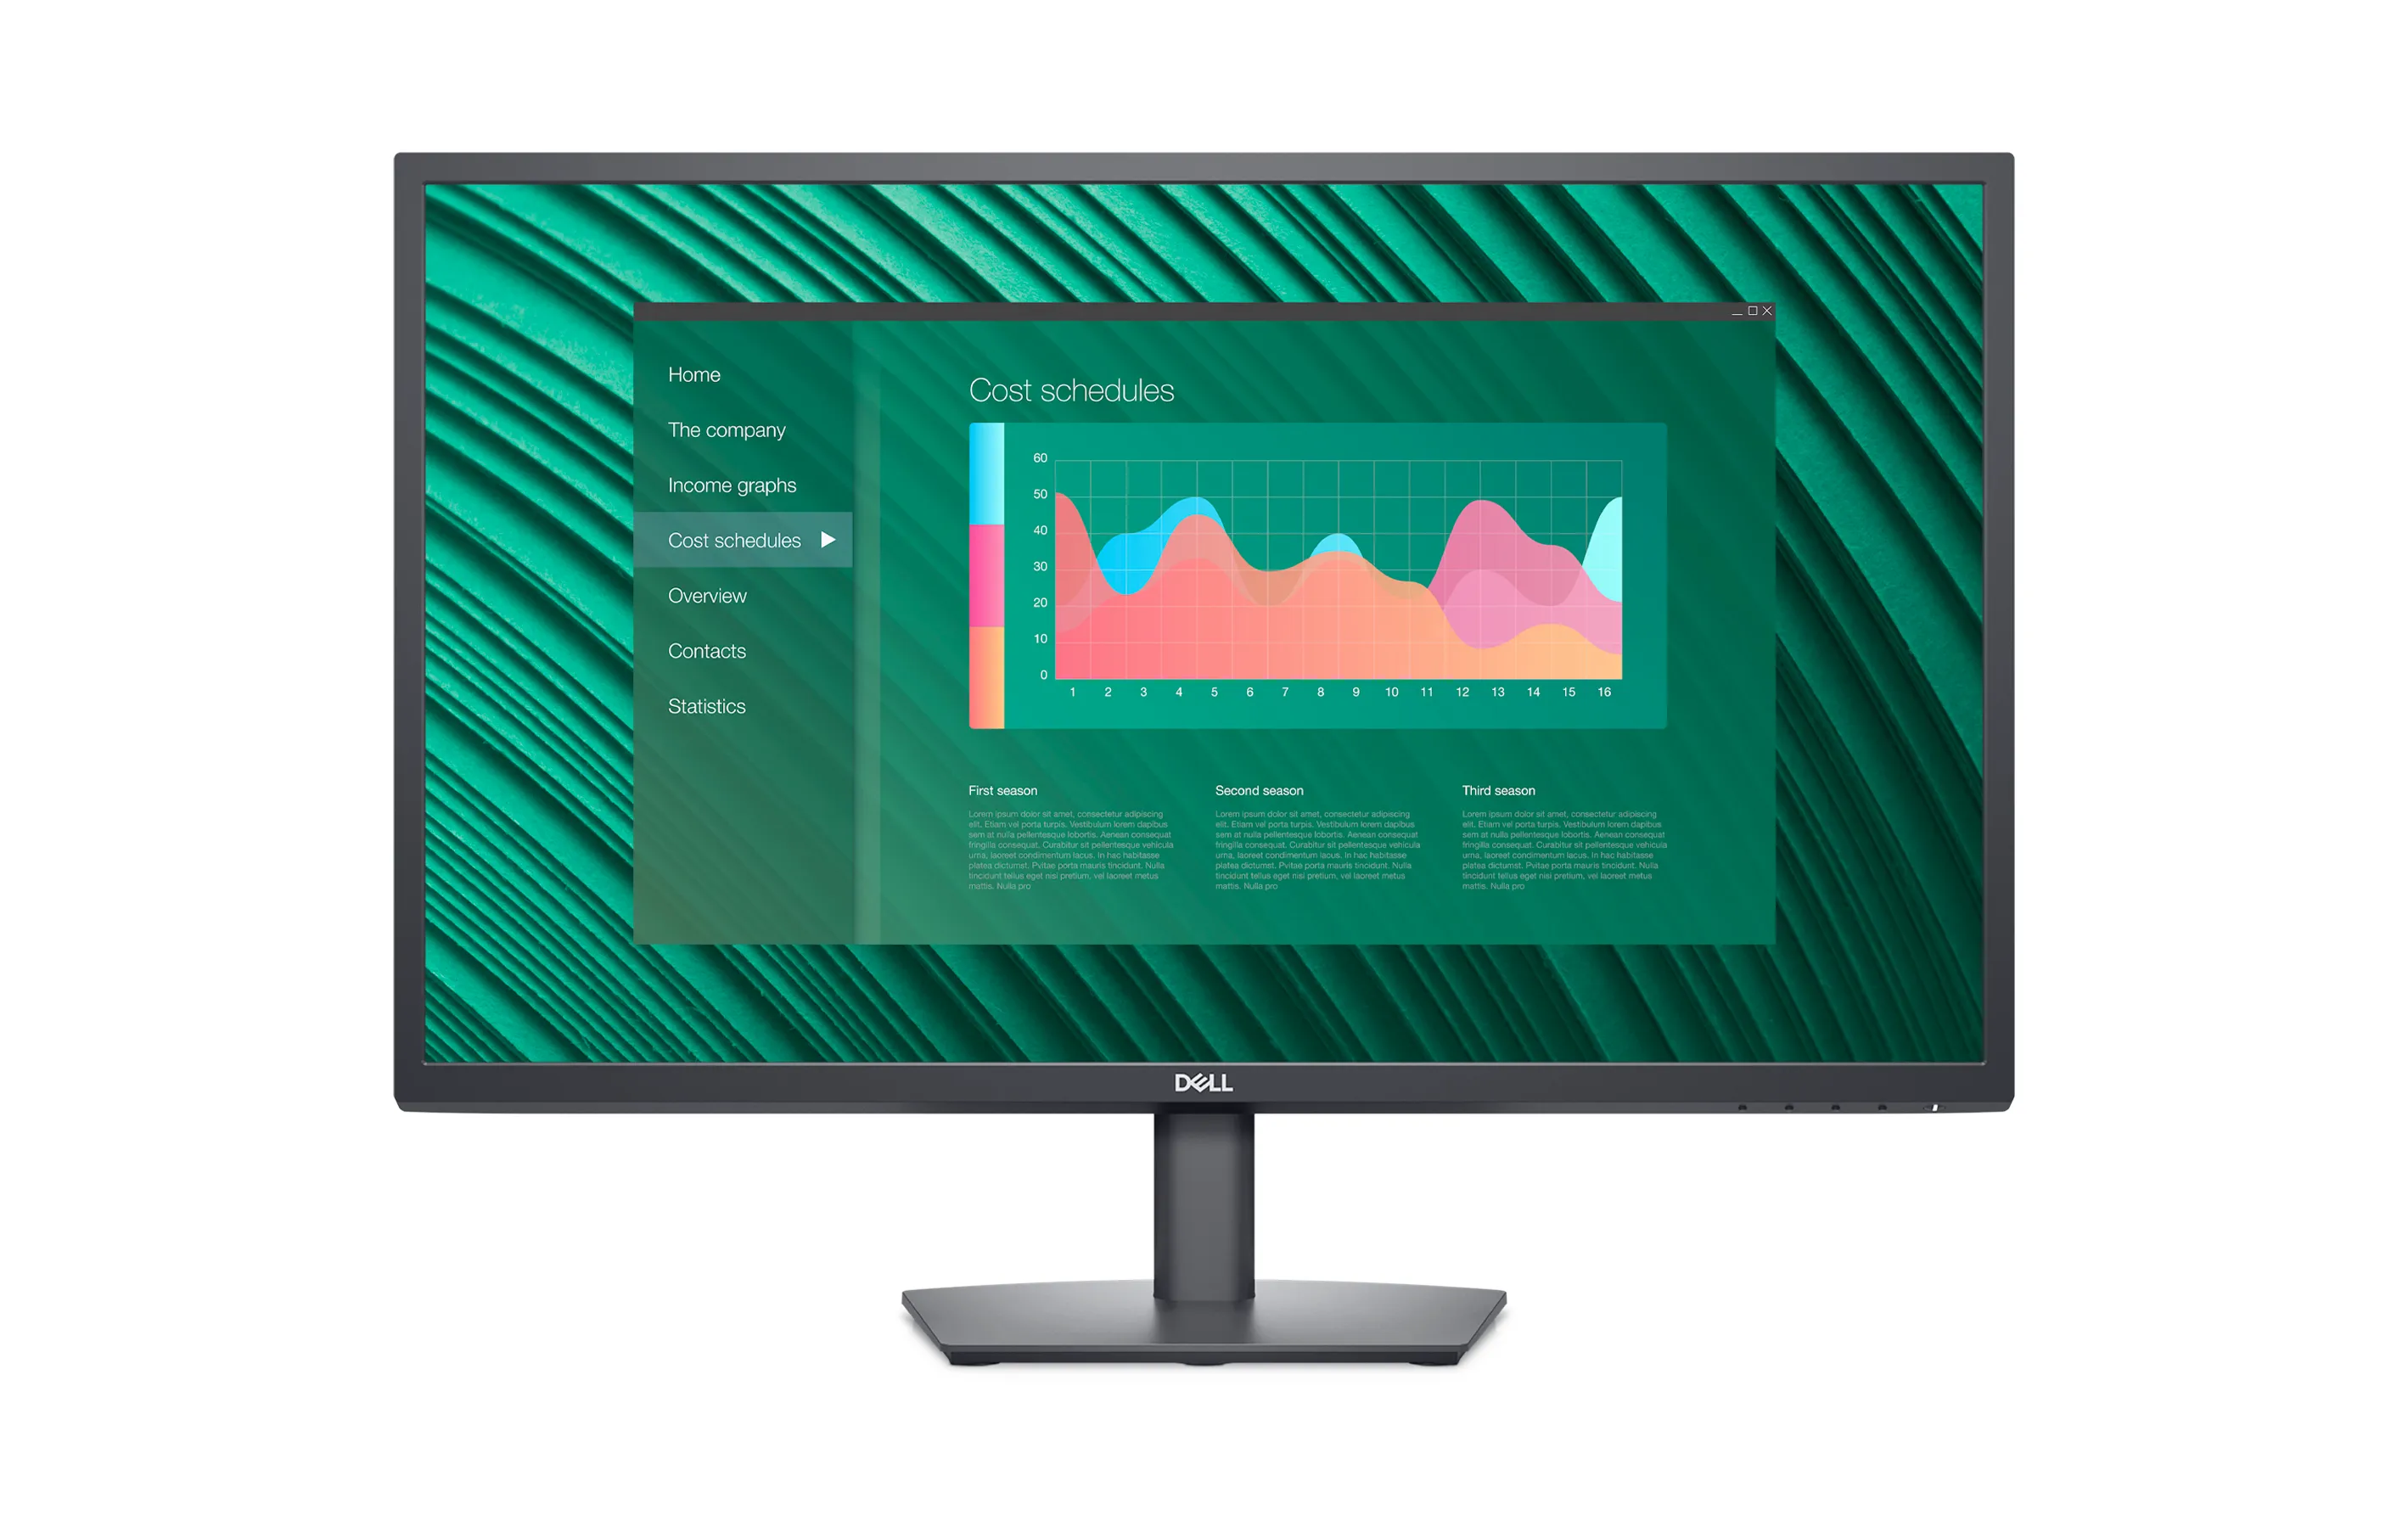 Home
The company
Income graphs
Cost schedules
Overview
Contacts
Statistics
Cost schedules
60
50
40
30
20
10
0
1 2 3 4 5 6 7 8 9 10 11 12 13 14 15 16
First season
Lorem ipsum dolor sit amet, consectetur adipiscing
elit. Etiam vel porta turpis. Vestibulum lorem dapibus
sem at nulla pellentesque lobortis. Aenean consequat
fringilla consequat. Curabitur sit pellentesque vehicula
urna, laoreet condimentum lacus. In hac habitasse
platea dictumst. Pvitae porta mauris tincidunt. Nulla
tincidunt tellus eget nisi pretium, vel laoreet metus
mattis. Nulla pro
Second season
Lorem ipsum dolor sit amet, consectetur adipiscing
elit. Etiam vel porta turpis. Vestibulum lorem dapibus
sem at nulla pellentesque lobortis. Aenean consequat
fringilla consequat. Curabitur sit pellentesque vehicula
urna, laoreet condimentum lacus. In hac habitasse
platea dictumst. Pvitae porta mauris tincidunt. Nulla
tincidunt tellus eget nisi pretium, vel laoreet metus
mattis. Nulla pro
Third season
Lorem ipsum dolor sit amet, consectetur adipiscing
elit. Etiam vel porta turpis. Vestibulum lorem dapibus
sem at nulla pellentesque lobortis. Aenean consequat
fringilla consequat. Curabitur sit pellentesque vehicula
urna, laoreet condimentum lacus. In hac habitasse
platea dictumst. Pvitae porta mauris tincidunt. Nulla
tincidunt tellus eget nisi pretium, vel laoreet metus
mattis. Nulla pro
DELL